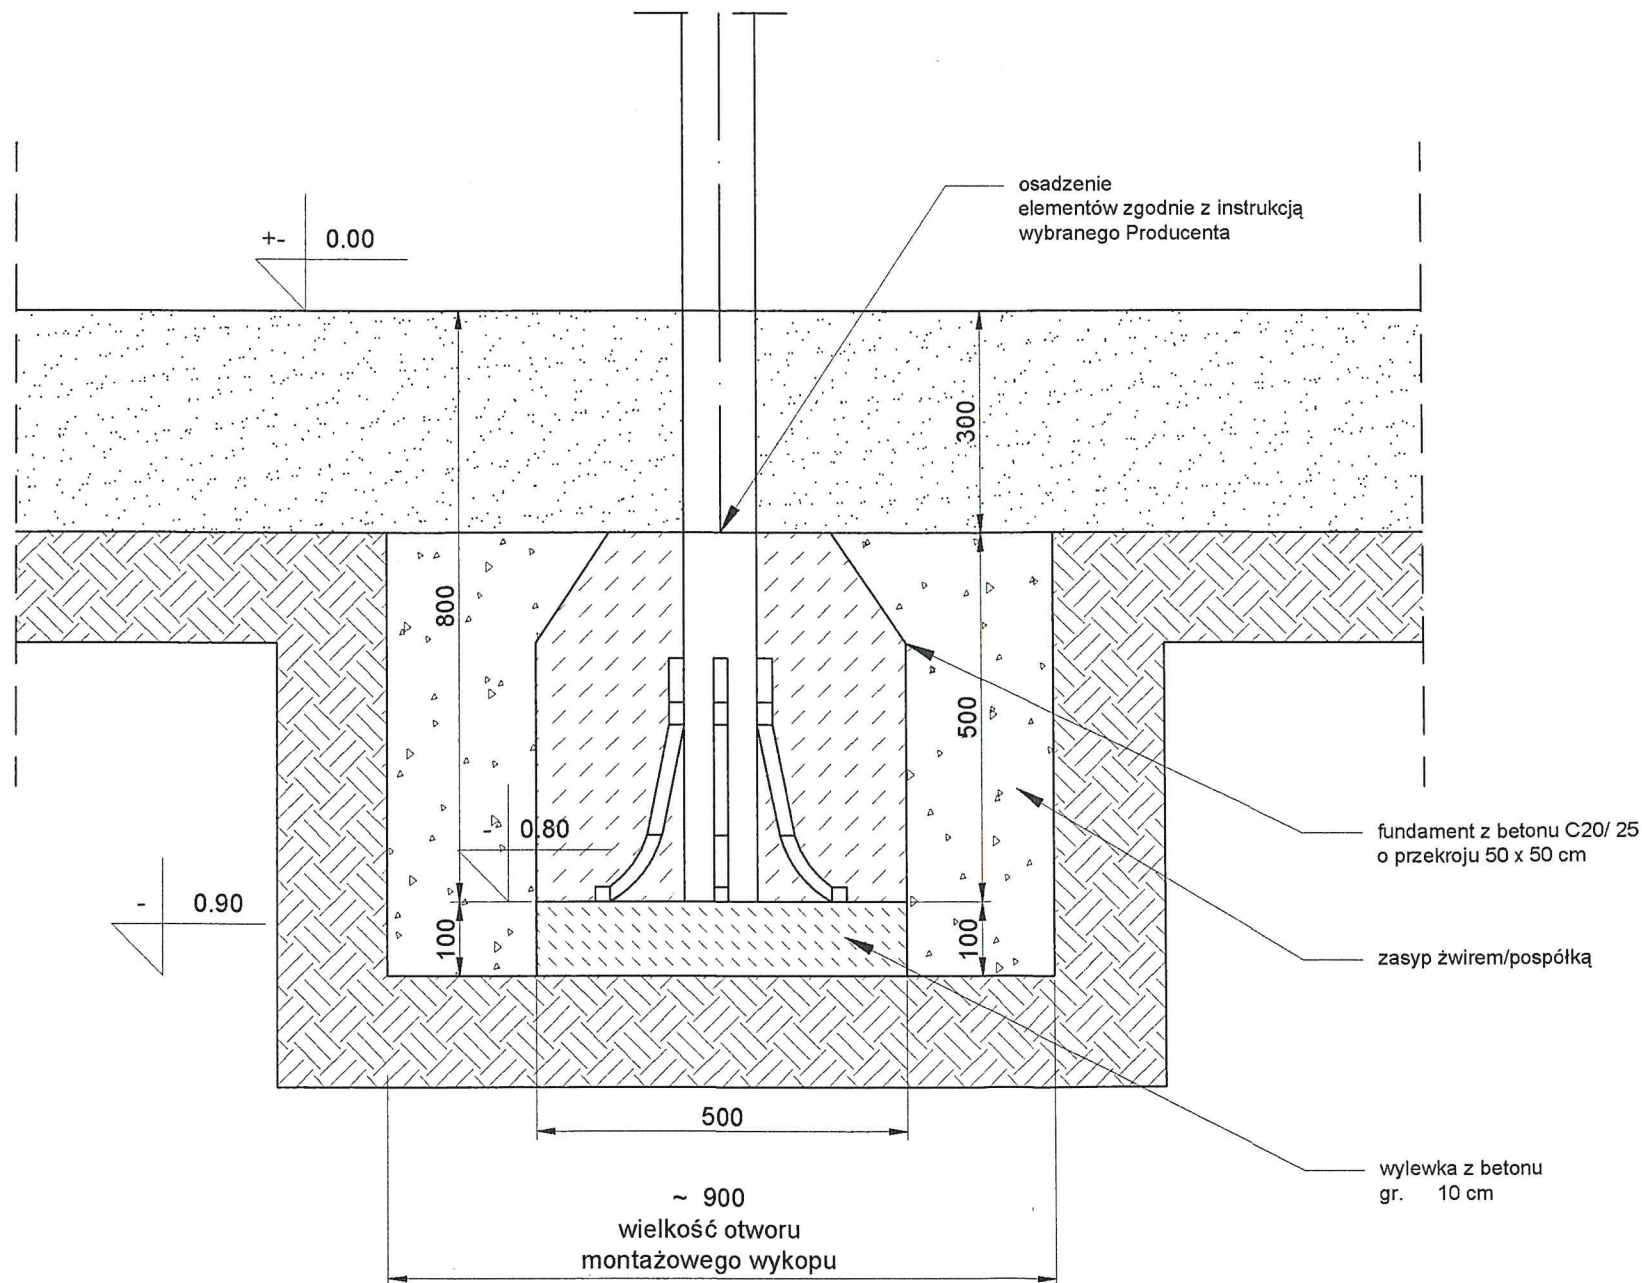 osadzenie
elementów zgodnie z instrukcją
wybranego Producenta
+- 0.00
300
800
500
- 0.80
fundament z betonu C20/ 25
o przekroju 50 x 50 cm
- 0.90
100
100
zasyp żwirem/pospółką
500
wylewka z betonu
gr. 10 cm
~ 900
wielkość otworu
montażowego wykopu